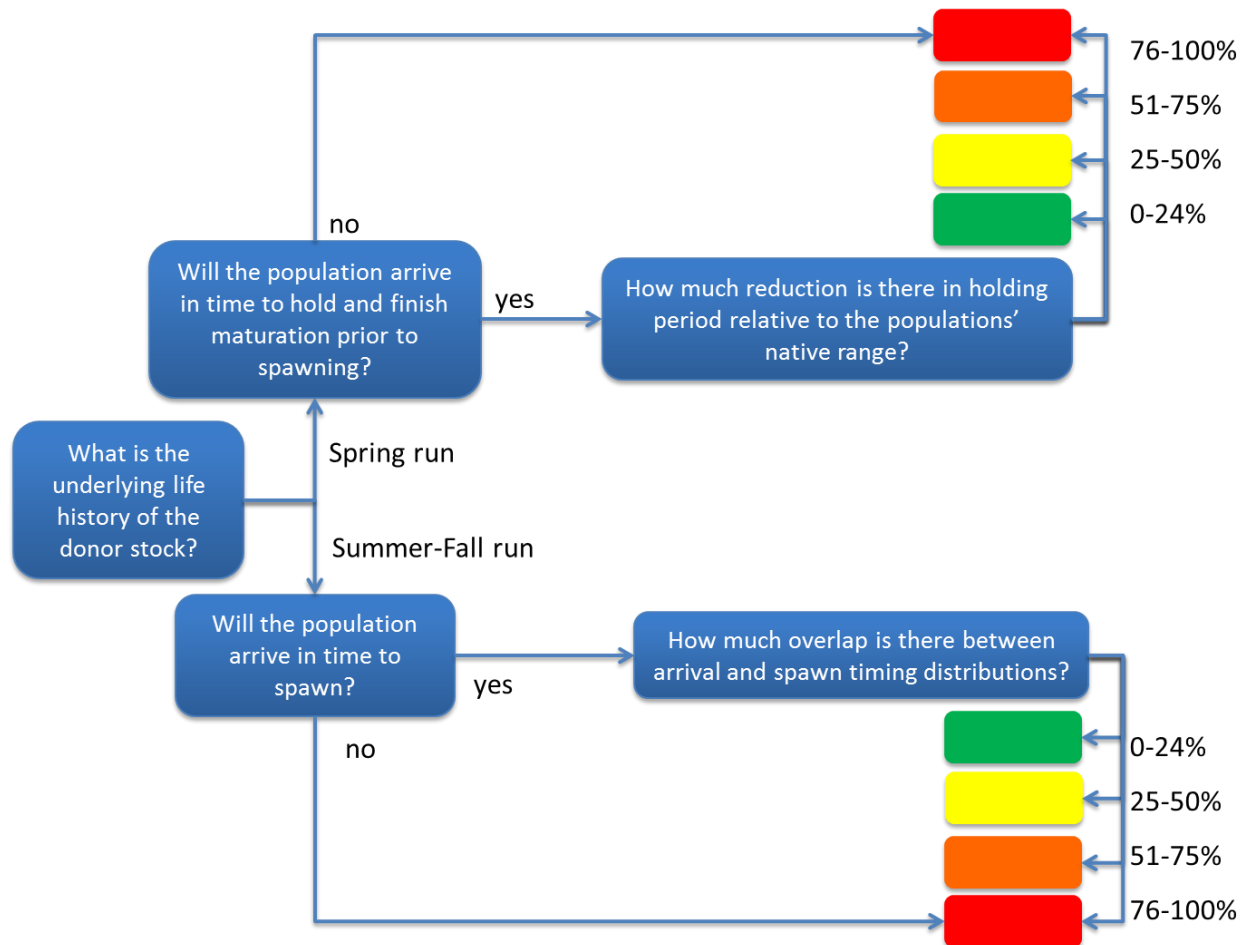 76-100%
51-75%
25-50%
0-24%
no
Will the population arrive
in time to hold and finish
maturation prior to
spawning?
yes
How much reduction is there in holding
period relative to the populations’
native range?
What is the
underlying life
history of the
donor stock?
Spring run
Summer-Fall run
Will the population
arrive in time to
spawn?
yes
no
How much overlap is there between
arrival and spawn timing distributions?
0-24%
25-50%
51-75%
76-100%